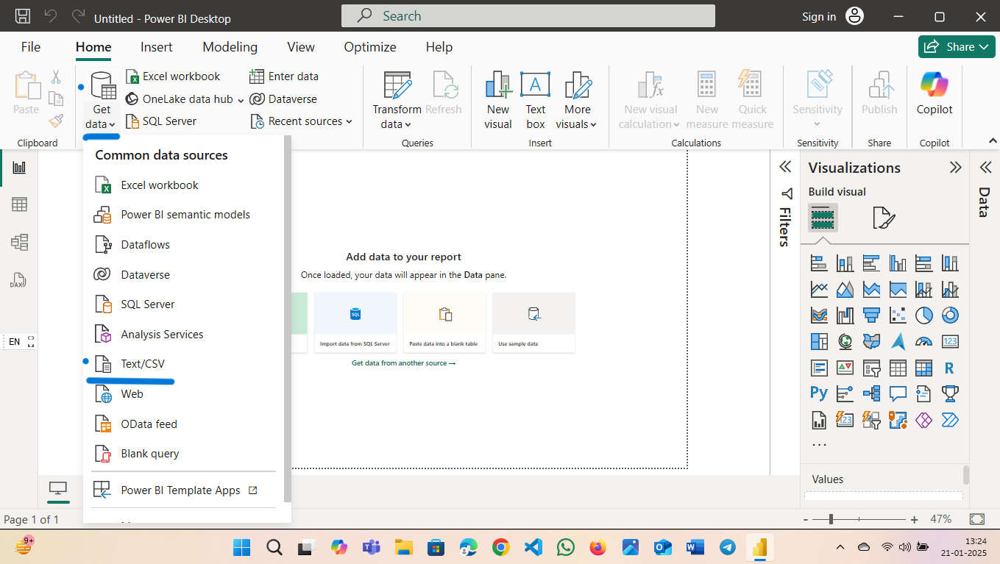 Untitled - Power BI Desktop
Search
Sign in
File
Home
Insert
Modeling
View
Optimize
Help
Share
Paste
Get data
Excel workbook
OneLake data hub
SQL Server
Enter data
Dataverse
Recent sources
Transform data
Refresh
New visual
Text box
More visuals
New visual calculation
New measure
Quick measure
Sensitivity
Publish
Copilot
Clipboard
Queries
Insert
Calculations
Sensitivity
Share
Copilot
Common data sources
Excel workbook
Power BI semantic models
Dataflows
Dataverse
SQL Server
Analysis Services
Text/CSV
Web
OData feed
Blank query
Power BI Template Apps
DAX
EN
Add data to your report
Once loaded, your data will appear in the Data pane.
SQL
Import data from SQL Server
Paste data into a blank table
Use sample data
Get data from another source →
Filters
Visualizations
Build visual
123
R
Py
123
...
Values
Data
Page 1 of 1
- + 47%
9+
13:24
21-01-2025